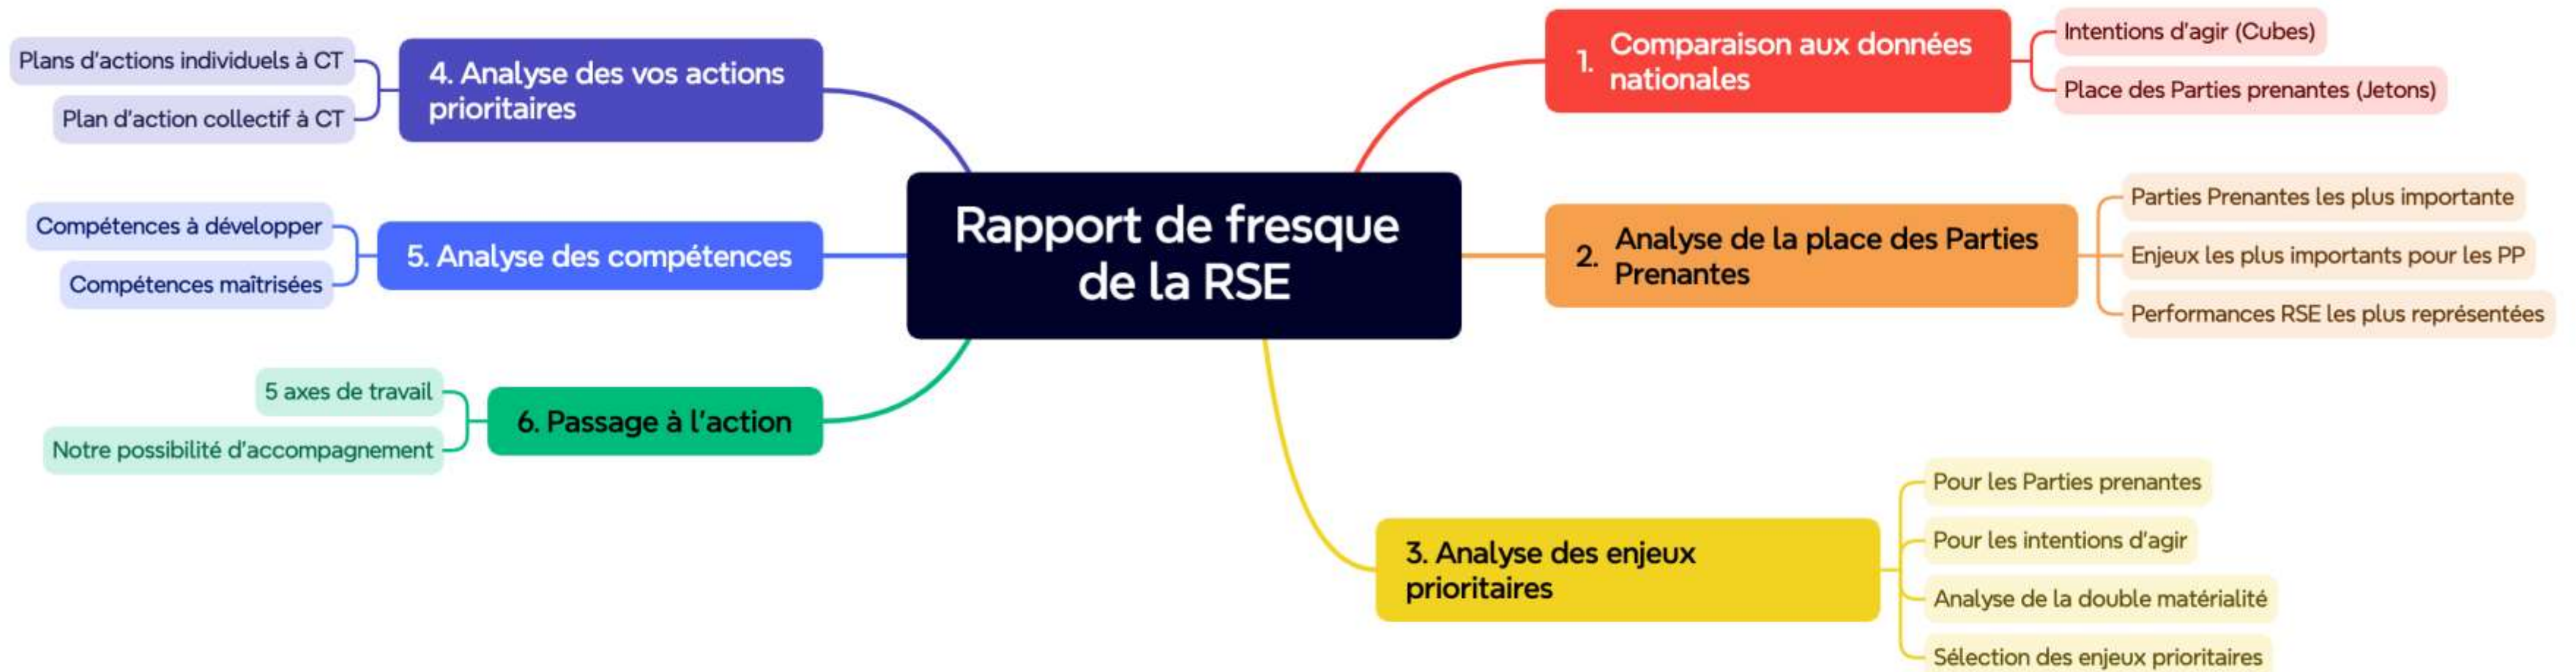 Rapport de fresque
de la RSE
1. Comparaison aux données
nationales
Intentions d'agir (Cubes)
Place des Parties prenantes (Jetons)
2. Analyse de la place des Parties
Prenantes
Parties Prenantes les plus importante
Enjeux les plus importants pour les PP
Performances RSE les plus représentées
3. Analyse des enjeux
prioritaires
Pour les Parties prenantes
Pour les intentions d'agir
Analyse de la double matérialité
Sélection des enjeux prioritaires
4. Analyse des vos actions
prioritaires
Plans d'actions individuels à CT
Plan d'action collectif à CT
5. Analyse des compétences
Compétences à développer
Compétences maîtrisées
6. Passage à l'action
5 axes de travail
Notre possibilité d'accompagnement